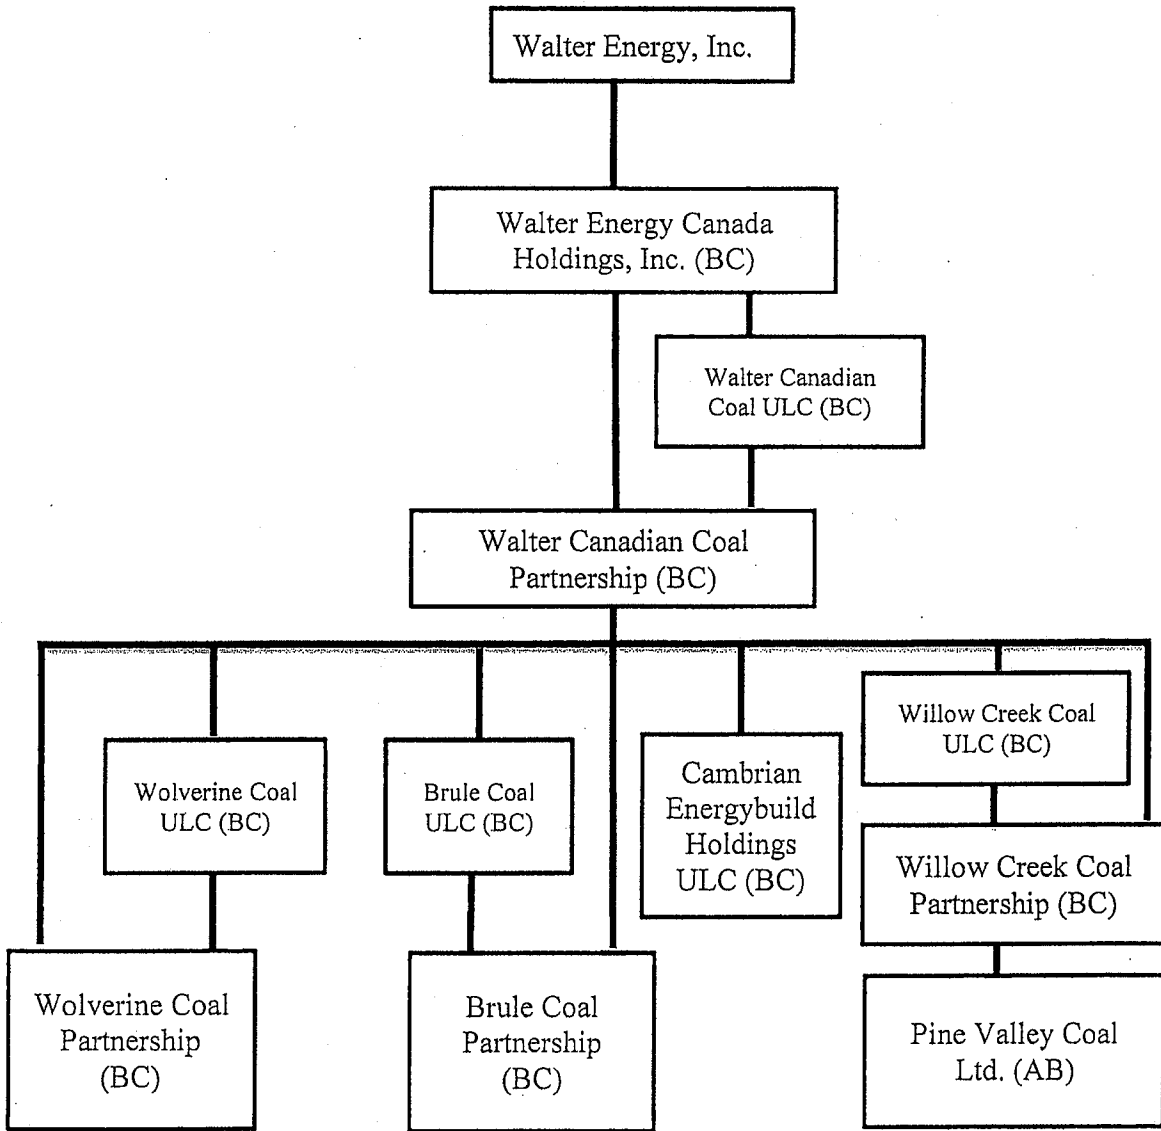 Walter Energy, Inc.
Walter Energy Canada
Holdings, Inc. (BC)
Walter Canadian
Coal ULC (BC)
Walter Canadian Coal
Partnership (BC)
Wolverine Coal
ULC (BC)
Brule Coal
ULC (BC)
Cambrian
Energybuild
Holdings
ULC (BC)
Willow Creek Coal
ULC (BC)
Willow Creek Coal
Partnership (BC)
Wolverine Coal
Partnership
(BC)
Brule Coal
Partnership
(BC)
Pine Valley Coal
Ltd. (AB)